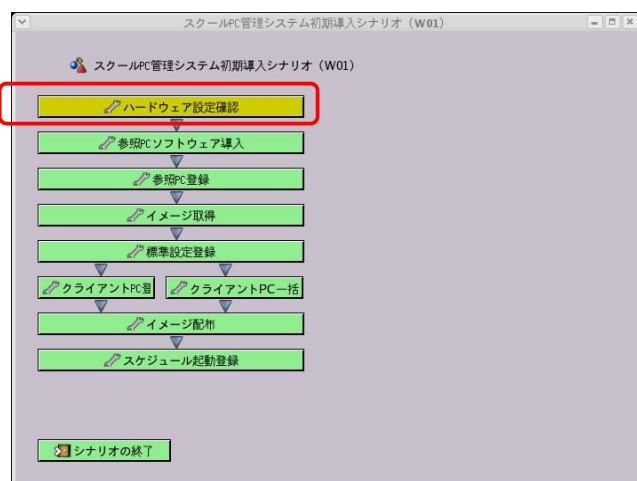 スクールPC管理システム初期導入シナリオ（W01）
スクールPC管理システム初期導入シナリオ（W01）
ハードウェア設定確認
参照PCソフトウェア導入
参照PC登録
イメージ取得
標準設定登録
クライアントPC登 クライアントPC一括
イメージ配布
スケジュール起動登録
シナリオの終了